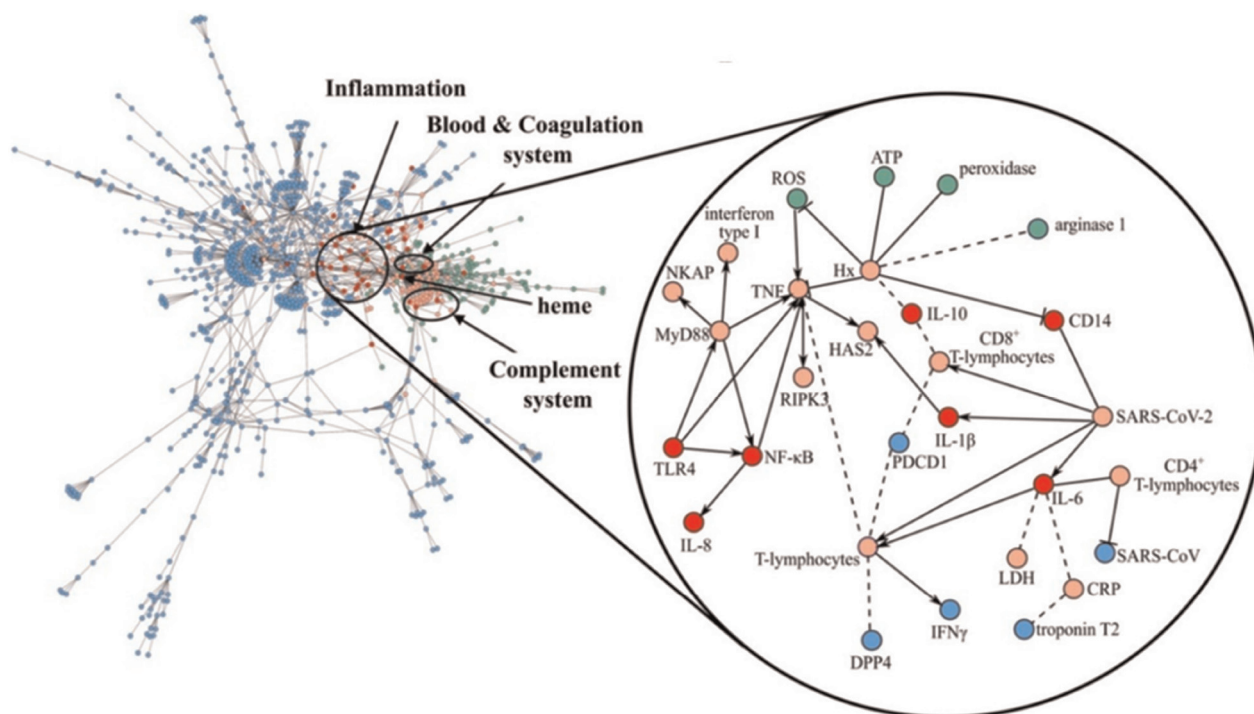 Inflammation
Blood & Coagulation
system
heme
Complement
system
ATP
peroxidase
ROS
arginase 1
interferon
type I
Hx
NKAP
TNF
IL-10
CD14
MyD88
HAS2
CD8⁺
T-lymphocytes
RIPK3
SARS-CoV-2
IL-1β
PDCD1
TLR4
NF-κB
CD4⁺
T-lymphocytes
IL-6
IL-8
T-lymphocytes
SARS-CoV
LDH
CRP
IFNγ
troponin T2
DPP4